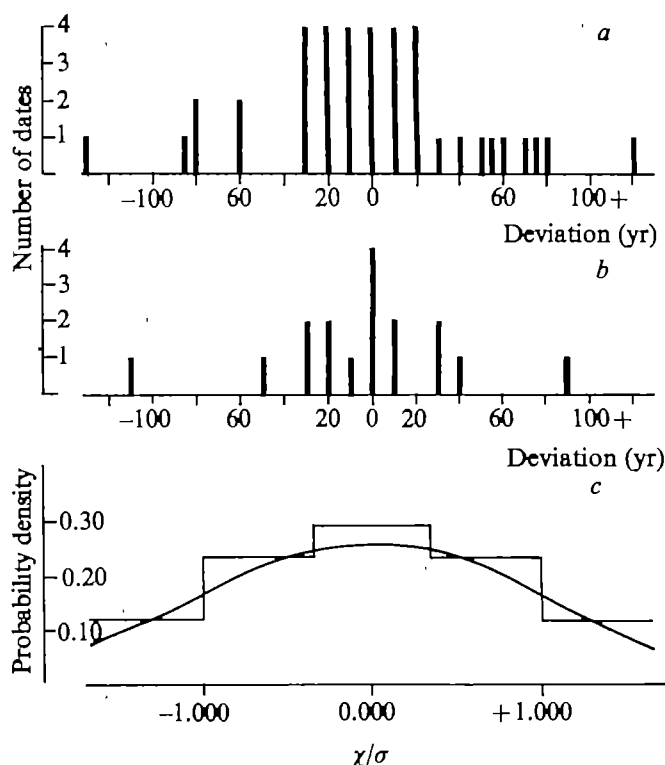 a
Number of dates
4
3
2
1
−100 60 20 0 60 100+
Deviation (yr)
b
4
3
2
1
−100 60 20 0 20 60 100+
Deviation (yr)
c
Probability density
0.30
0.20
0.10
−1.000 0.000 +1.000
χ/σ